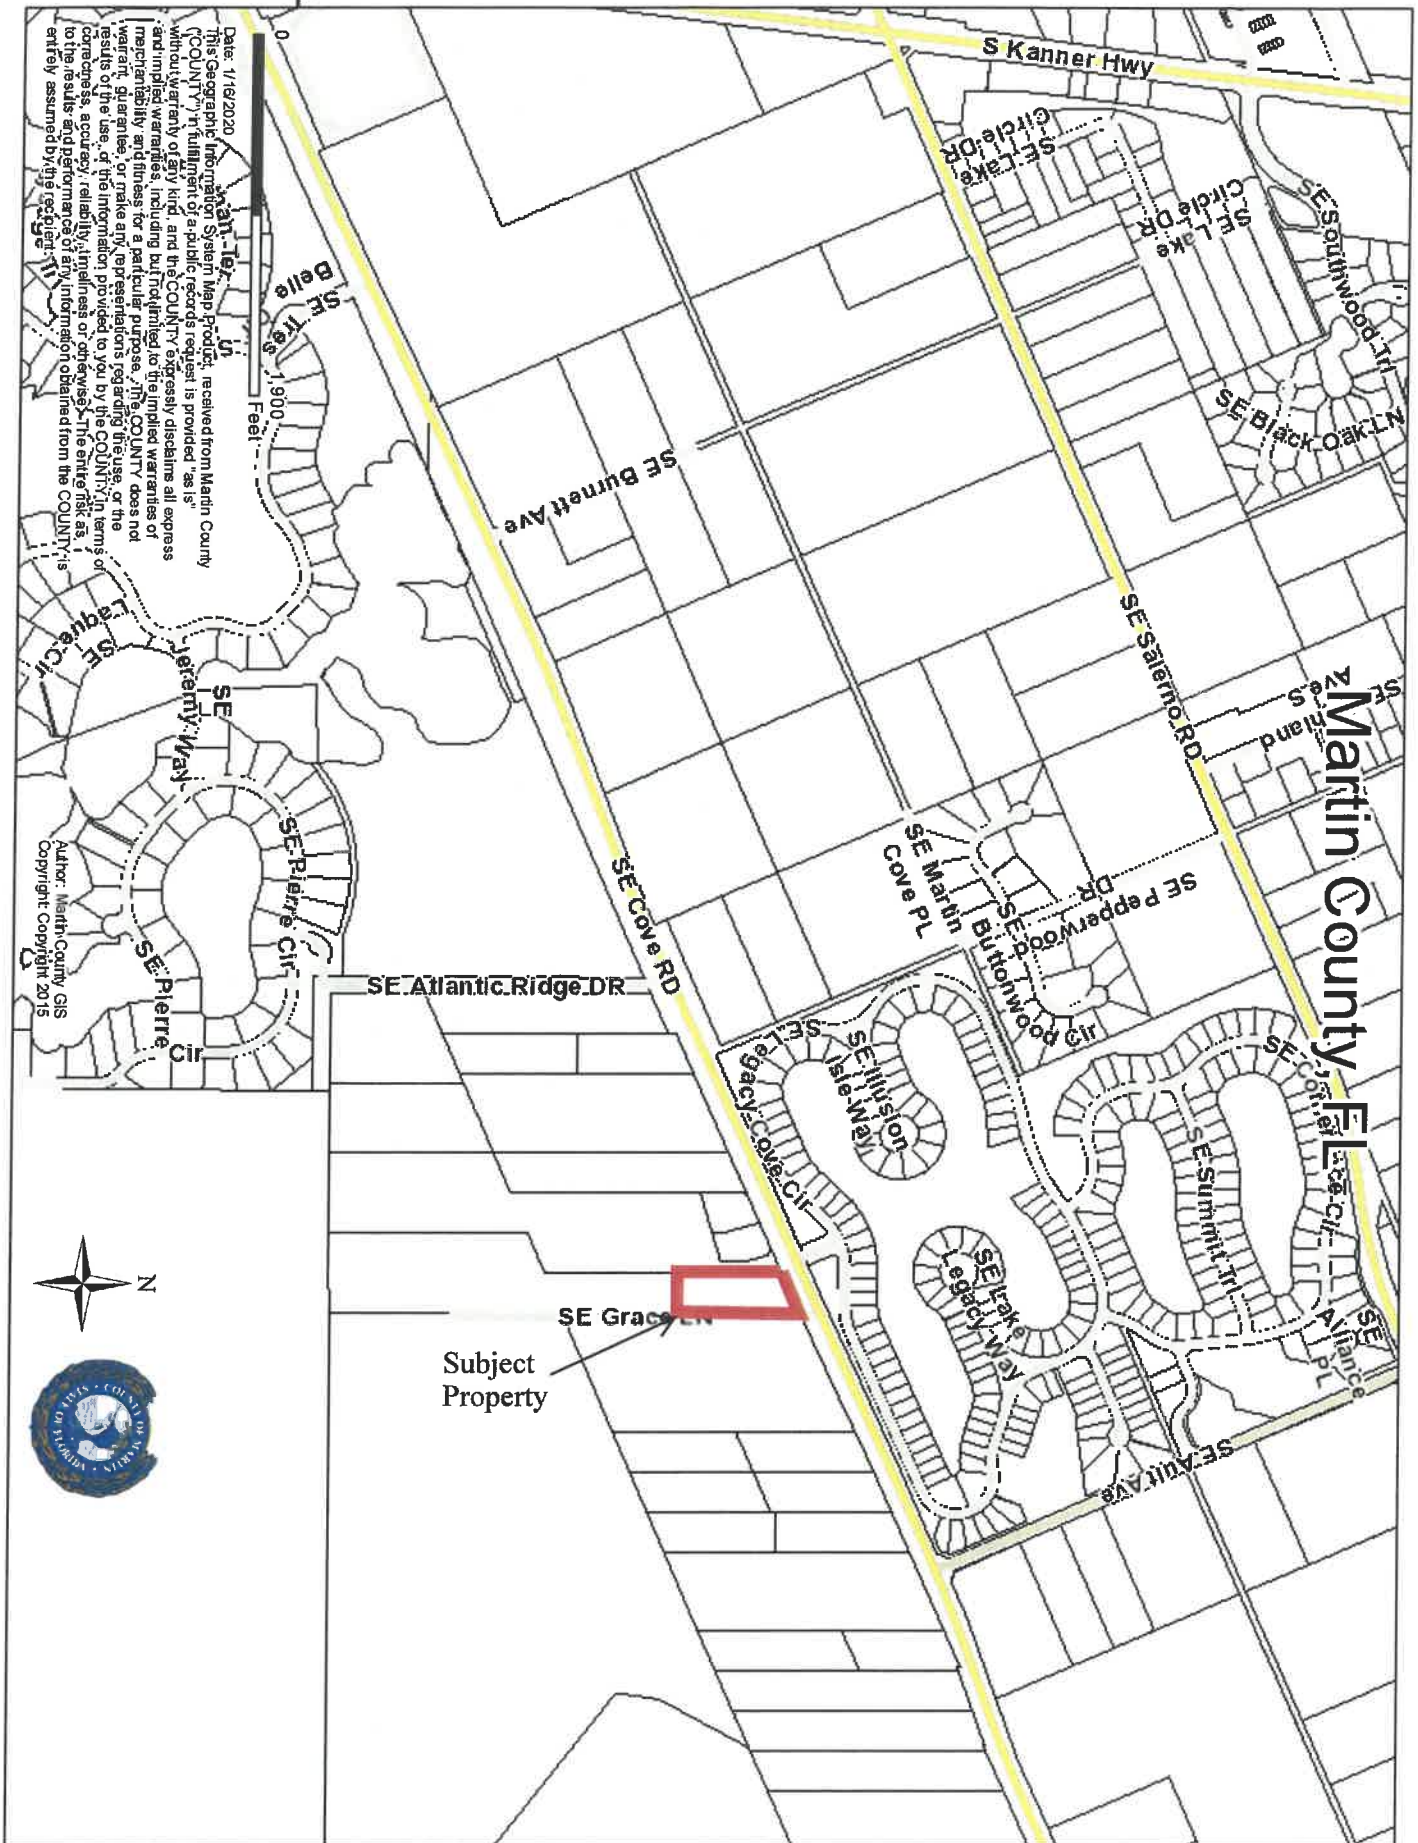 Martin County, FL
S Kanner Hwy
SE Lake
Circle DR
SE Lake
Circle DR
SE Southwood Trl
SE Black Oak LN
SE Salerno RD
SE Burnett Ave
SE Tres
Belle
SE Martin
Cove PL
SE Pepperwood
DR
SE
Buttonwood Cir
SE Cove RD
SE Atlantic Ridge DR
SE Legacy Cove Cir
SE Illusion
Isle Way
SE Lake
Legacy Way
SE Summit Trl
SE
Alliance
PL
SE Ault Ave
SE Grace LN
Subject
Property
SE
Jeremy Way
SE
Laque Cir
SE Pierre Cir
SE Pierre
Cir
N
COUNTY OF MARTIN
FLORIDA
0
1,900
Feet
Date: 1/16/2020
This Geographic Information System Map Product, received from Martin County
("COUNTY") in fulfillment of a public records request is provided "as is"
without warranty of any kind, and the COUNTY expressly disclaims all express
and implied warranties, including but not limited to the implied warranties of
merchantability and fitness for a particular purpose. The COUNTY does not
warrant, guarantee, or make any representations regarding the use, or the
results of the use, of the information provided to you by the COUNTY in terms of
correctness, accuracy, reliability, timeliness or otherwise. The entire risk as
to the results and performance of any information obtained from the COUNTY is
entirely assumed by the recipient.
Author: Martin County GIS
Copyright: Copyright 2015